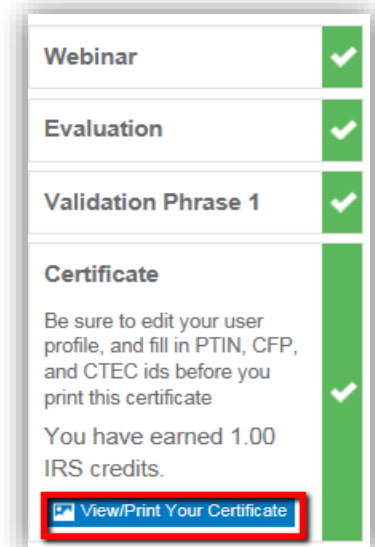 Webinar
Evaluation
Validation Phrase 1
Certificate
Be sure to edit your user
profile, and fill in PTIN, CFP,
and CTEC ids before you
print this certificate
You have earned 1.00
IRS credits.
View/Print Your Certificate